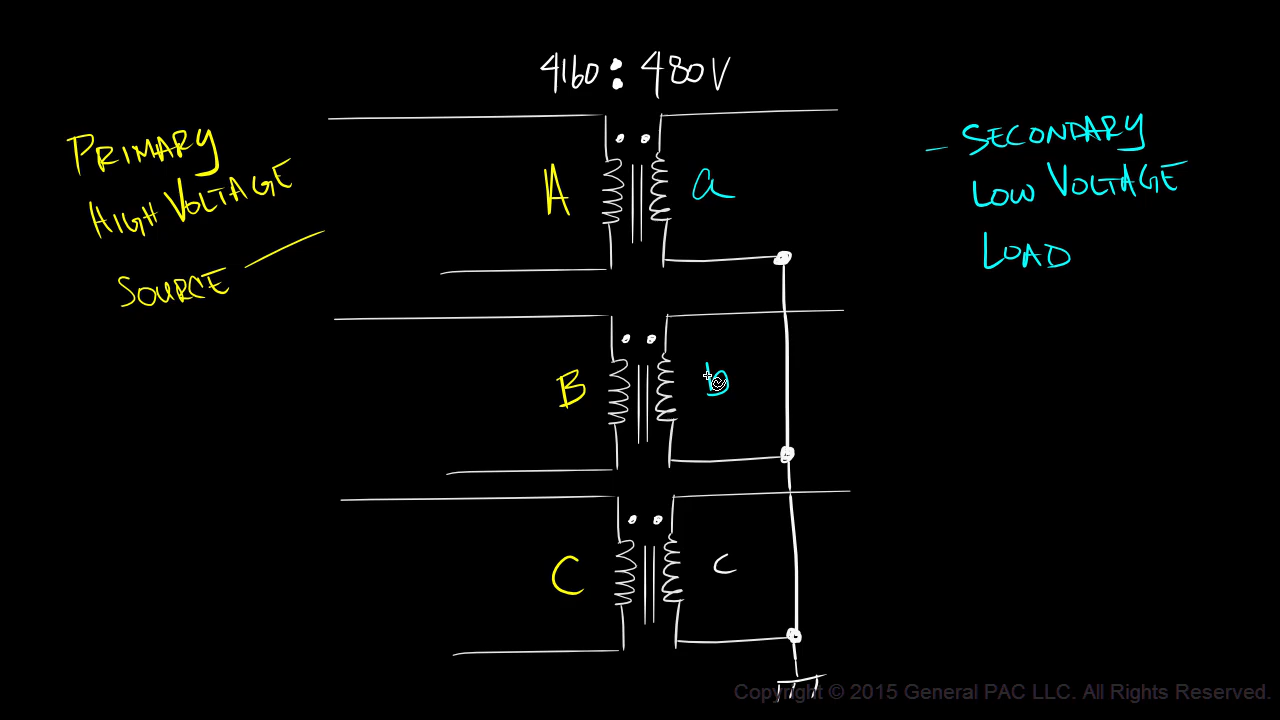 4160 : 480V
PRIMARY
HIGH VOLTAGE
SOURCE
A
a
SECONDARY
LOW VOLTAGE
LOAD
B
b
C
c
Copyright © 2015 General PAC LLC. All Rights Reserved.